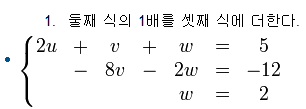 1. 둘째 식의 1배를 셋째 식에 더한다.
2u + v + w = 5
- 8v - 2w = -12
w = 2